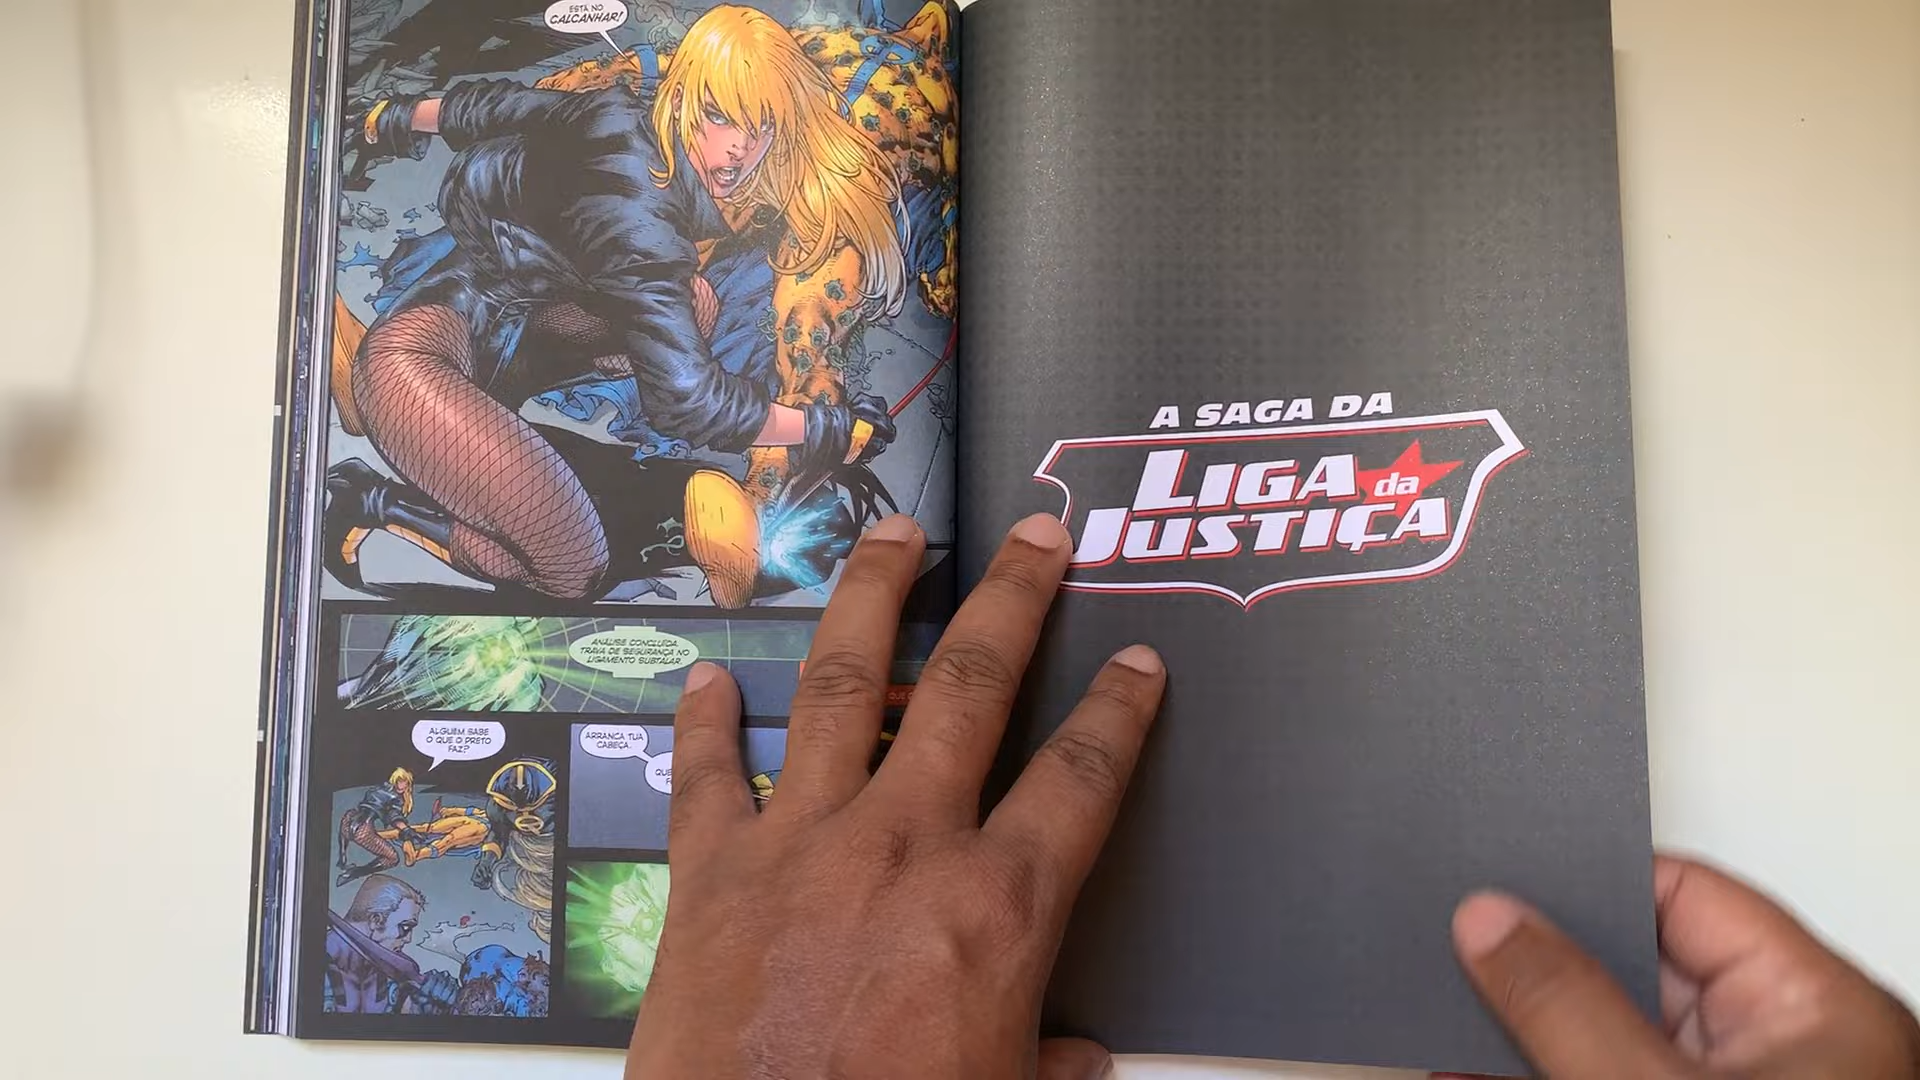 ESTÁ NO
CALCANHAR!
ANÁLISE CONCLUÍDA.
TRAVA DE SEGURANÇA NO
LIGAMENTO SUBTALAR.
QUE
ALGUÉM SABE
O QUE O PRETO
FAZ?
ARRANCA TUA
CABEÇA.
A SAGA DA
LIGA da
JUSTIÇA